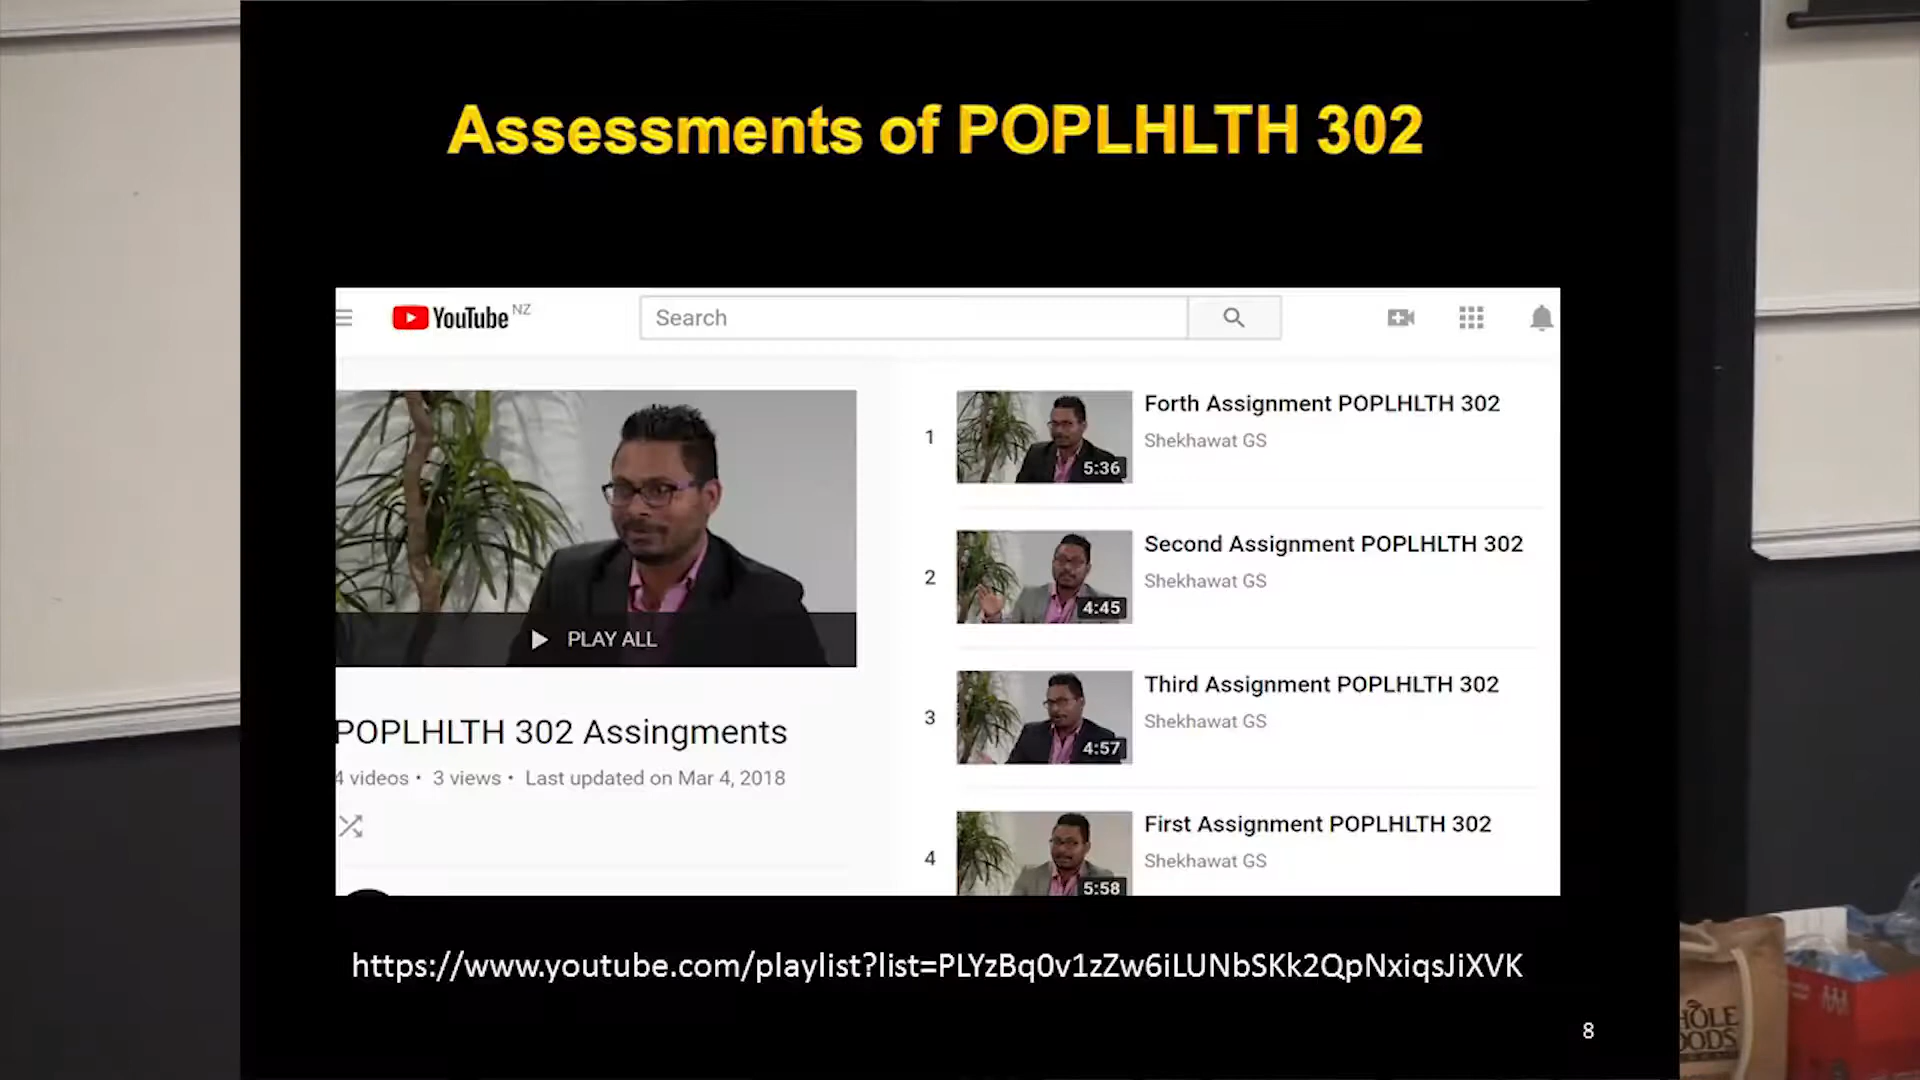 Assessments of POPLHLTH 302
YouTube NZ
Search
PLAY ALL
POPLHLTH 302 Assingments
4 videos • 3 views • Last updated on Mar 4, 2018
1
Forth Assignment POPLHLTH 302
Shekhawat GS
5:36
2
Second Assignment POPLHLTH 302
Shekhawat GS
4:45
3
Third Assignment POPLHLTH 302
Shekhawat GS
4:57
4
First Assignment POPLHLTH 302
Shekhawat GS
5:58
https://www.youtube.com/playlist?list=PLYzBq0v1zZw6iLUNbSKk2QpNxiqsJiXVK
8